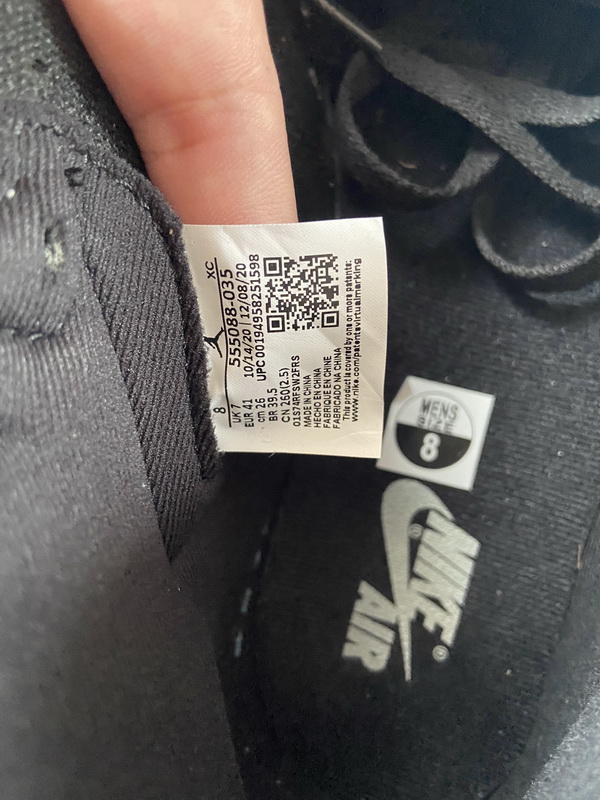 8
UK 7
EUR 41
cm 26
BR 39.5
CN 260(2.5)
XC
555088-035
10/14/20 | 12/08/20
UPC 00194958251598
01S74RFSW2FRS
MADE IN CHINA
HECHO EN CHINA
FABRIQUE EN CHINE
FABRICADO NA CHINA
This product is covered by one or more patents:
www.nike.com/patentsvirtualmarking
MENS
SIZE
8
NIKE
AIR